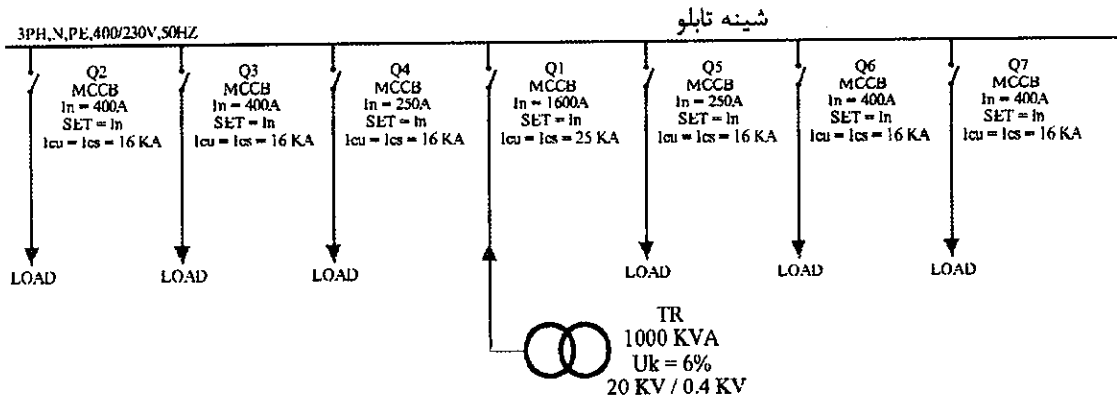 شینه تابلو
3PH,N,PE,400/230V,50HZ
Q2
MCCB
In = 400A
SET = In
Icu = Ics = 16 KA
LOAD
Q3
MCCB
In = 400A
SET = In
Icu = Ics = 16 KA
LOAD
Q4
MCCB
In = 250A
SET = In
Icu = Ics = 16 KA
LOAD
Q1
MCCB
In = 1600A
SET = In
Icu = Ics = 25 KA
Q5
MCCB
In = 250A
SET = In
Icu = Ics = 16 KA
LOAD
Q6
MCCB
In = 400A
SET = In
Icu = Ics = 16 KA
LOAD
Q7
MCCB
In = 400A
SET = In
Icu = Ics = 16 KA
LOAD
TR
1000 KVA
Uk = 6%
20 KV / 0.4 KV